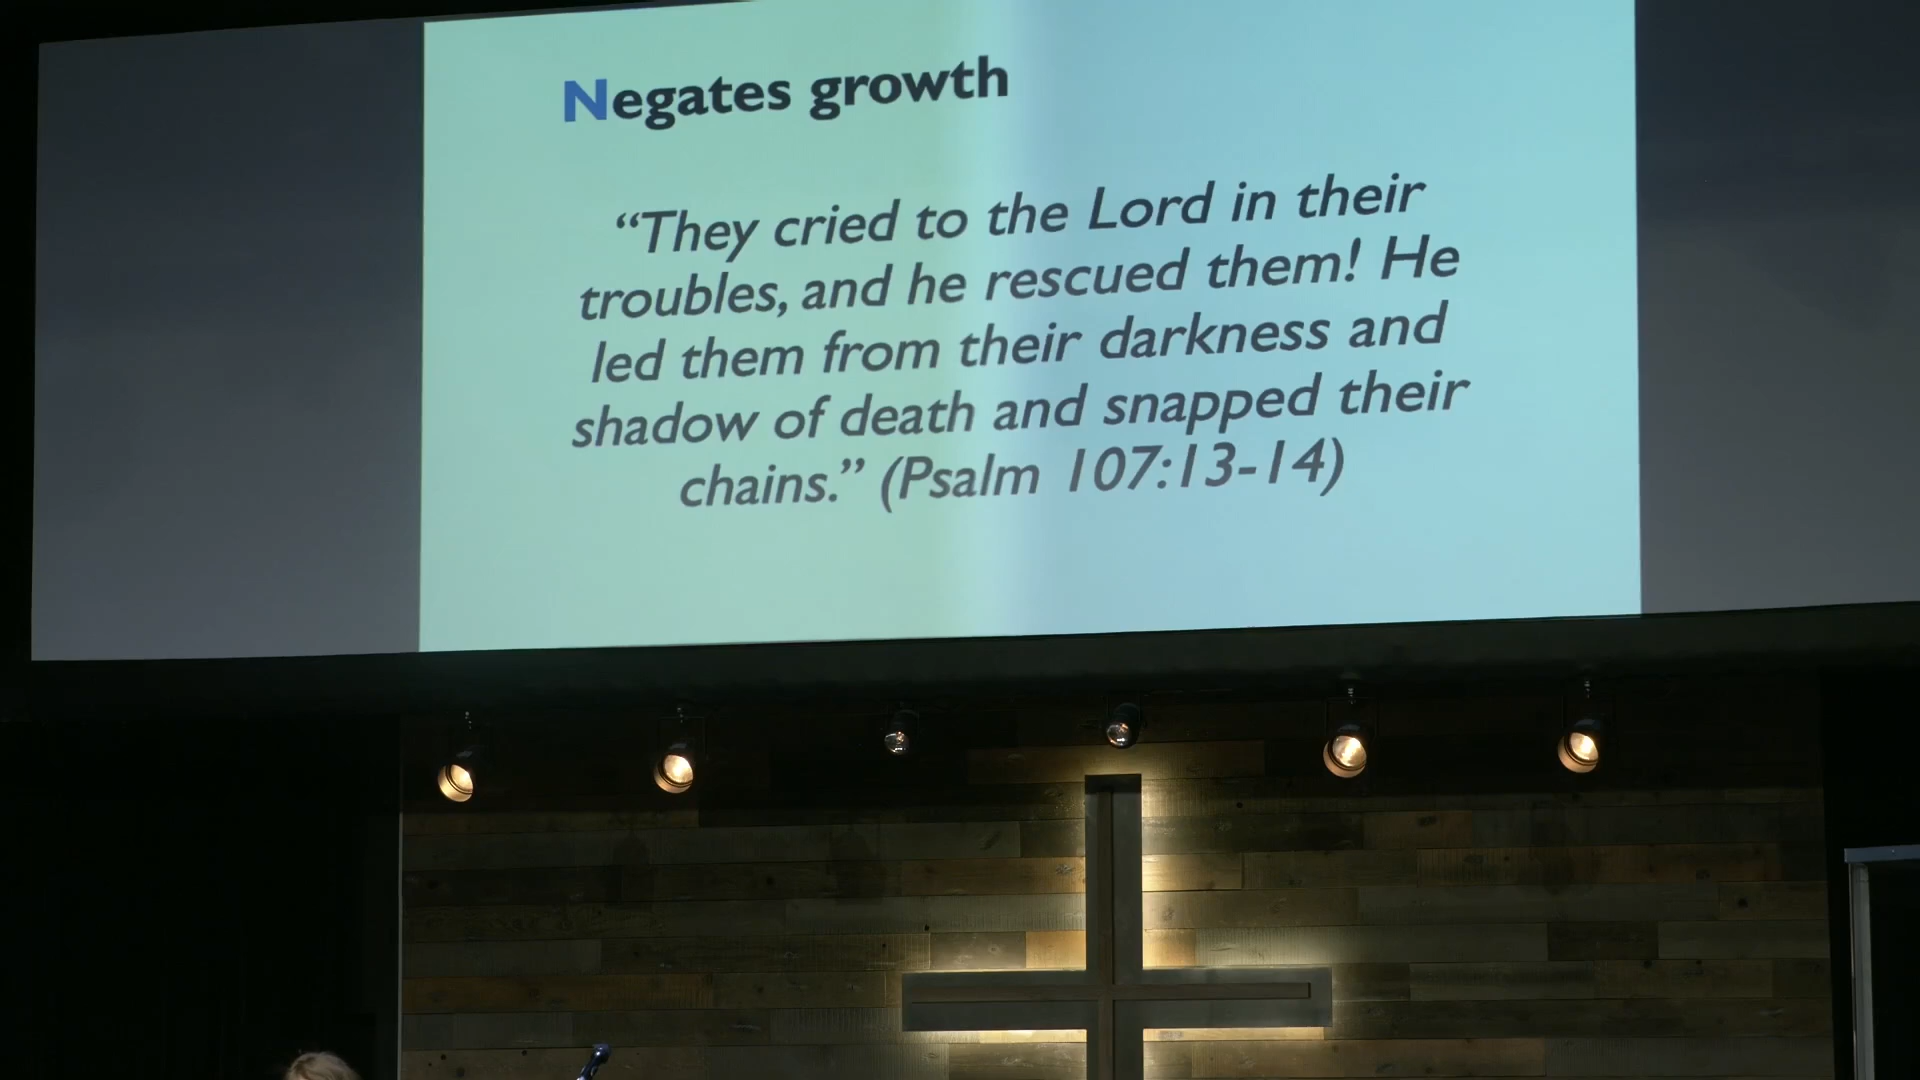 Negates growth
“They cried to the Lord in their
troubles, and he rescued them! He
led them from their darkness and
shadow of death and snapped their
chains.” (Psalm 107:13-14)